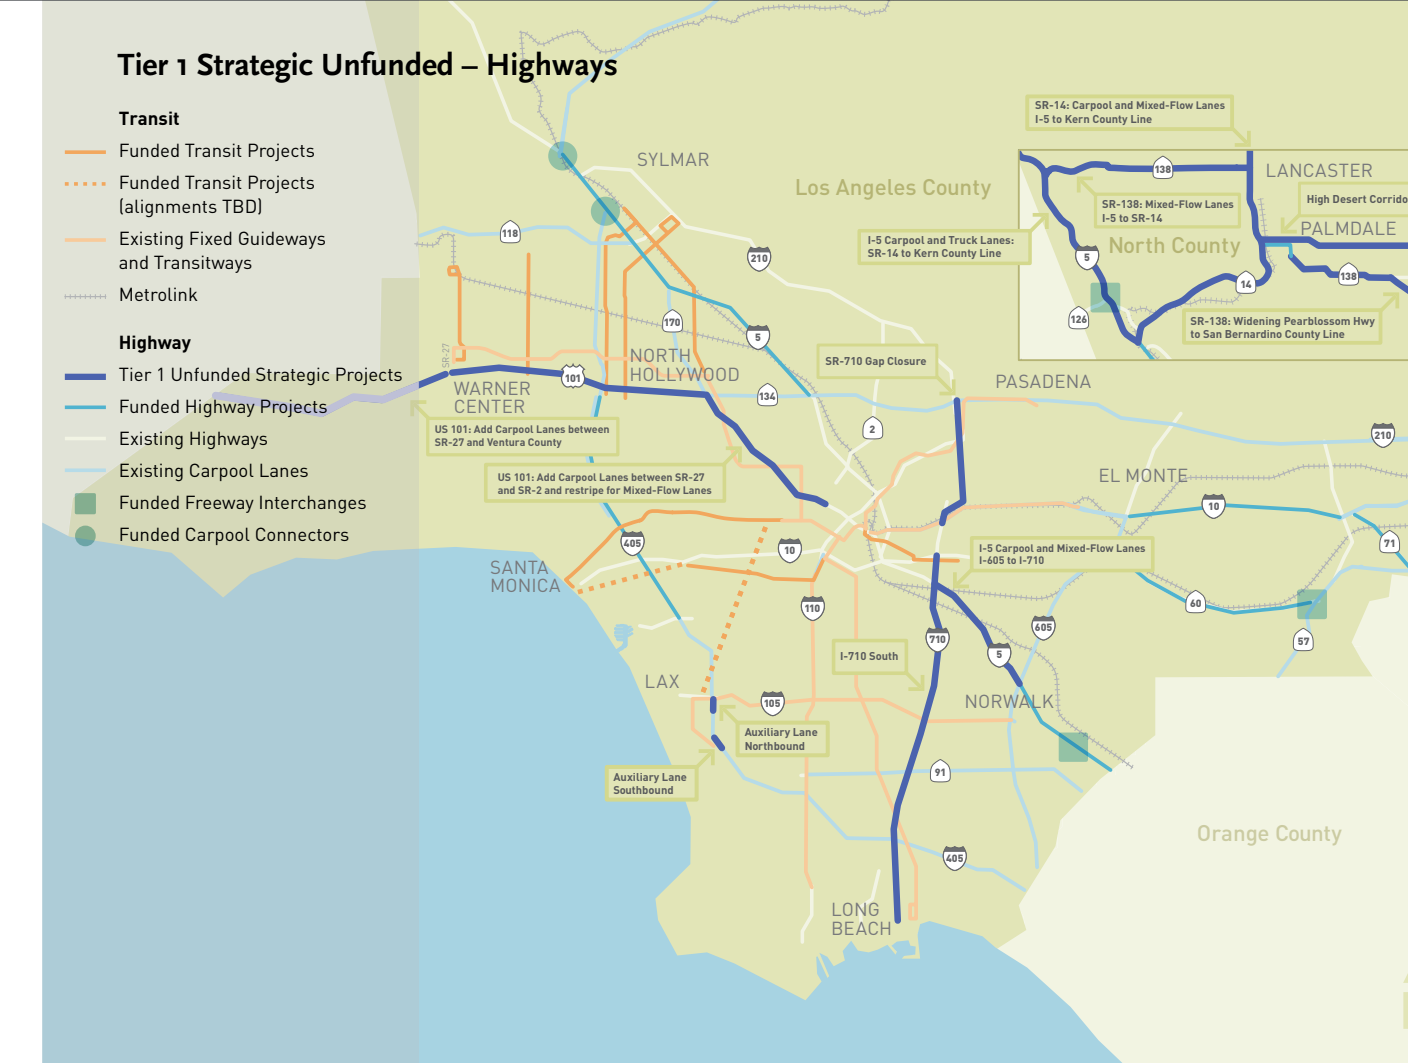 Tier 1 Strategic Unfunded – Highways
Transit
Funded Transit Projects
Funded Transit Projects
(alignments TBD)
Existing Fixed Guideways
and Transitways
Metrolink
Highway
Tier 1 Unfunded Strategic Projects
Funded Highway Projects
Existing Highways
Existing Carpool Lanes
Funded Freeway Interchanges
Funded Carpool Connectors
SR-14: Carpool and Mixed-Flow Lanes
I-5 to Kern County Line
SYLMAR
Los Angeles County
138
LANCASTER
SR-138: Mixed-Flow Lanes
I-5 to SR-14
High Desert Corrido
118
I-5 Carpool and Truck Lanes:
SR-14 to Kern County Line
North County
PALMDALE
210
5
14
138
126
170
5
SR-138: Widening Pearblossom Hwy
to San Bernardino County Line
SR-27
NORTH
HOLLYWOOD
SR-710 Gap Closure
101
WARNER
CENTER
134
PASADENA
US 101: Add Carpool Lanes between
SR-27 and Ventura County
2
210
US 101: Add Carpool Lanes between SR-27
and SR-2 and restripe for Mixed-Flow Lanes
EL MONTE
10
405
10
I-5 Carpool and Mixed-Flow Lanes
I-605 to I-710
71
SANTA
MONICA
110
60
605
57
710
5
I-710 South
LAX
105
NORWALK
Auxiliary Lane
Northbound
Auxiliary Lane
Southbound
91
Orange County
405
LONG
BEACH